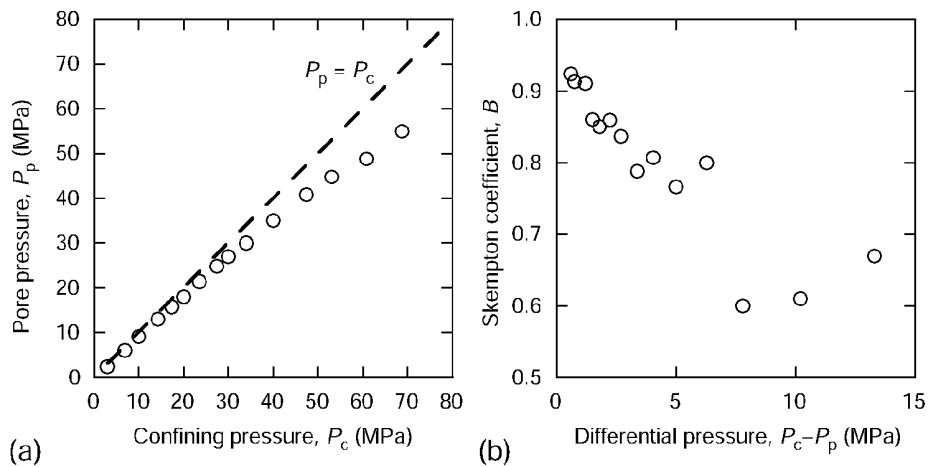 80
70
60
50
40
30
20
10
0
Pore pressure, Pp (MPa)
Pp = Pc
0 10 20 30 40 50 60 70 80
Confining pressure, Pc (MPa)
(a)
1.0
0.9
0.8
0.7
0.6
0.5
Skempton coefficient, B
0 5 10 15
Differential pressure, Pc–Pp (MPa)
(b)